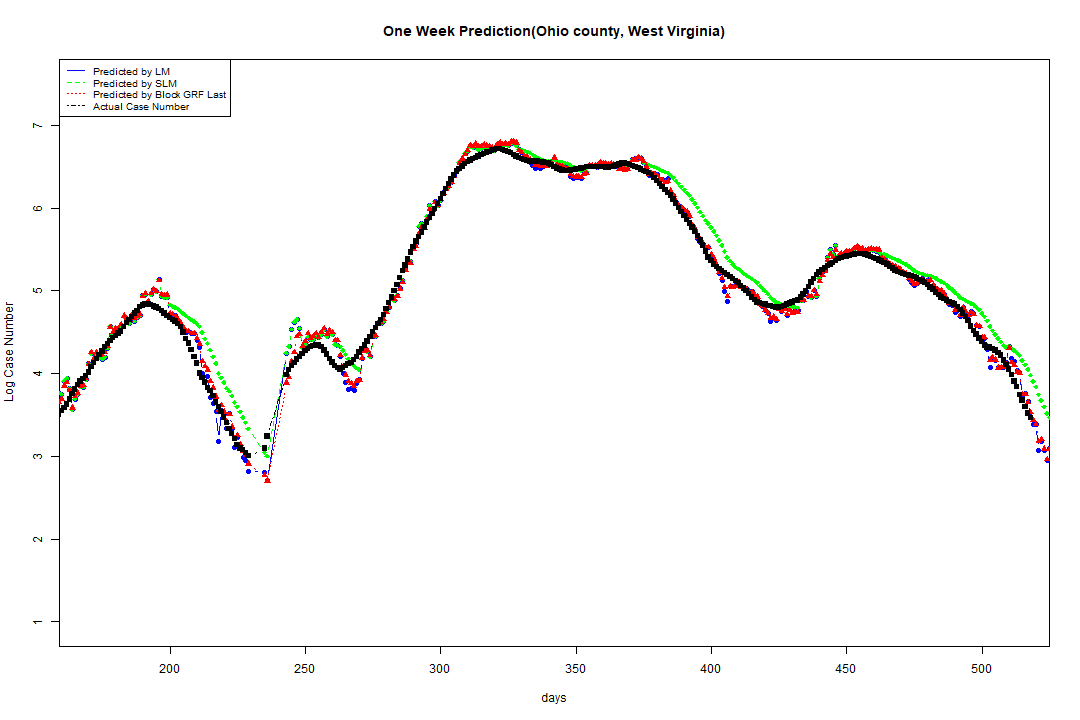 One Week Prediction(Ohio county, West Virginia)
Predicted by LM
Predicted by SLM
Predicted by Block GRF Last
Actual Case Number
7
6
5
4
3
2
1
Log Case Number
200 250 300 350 400 450 500
days